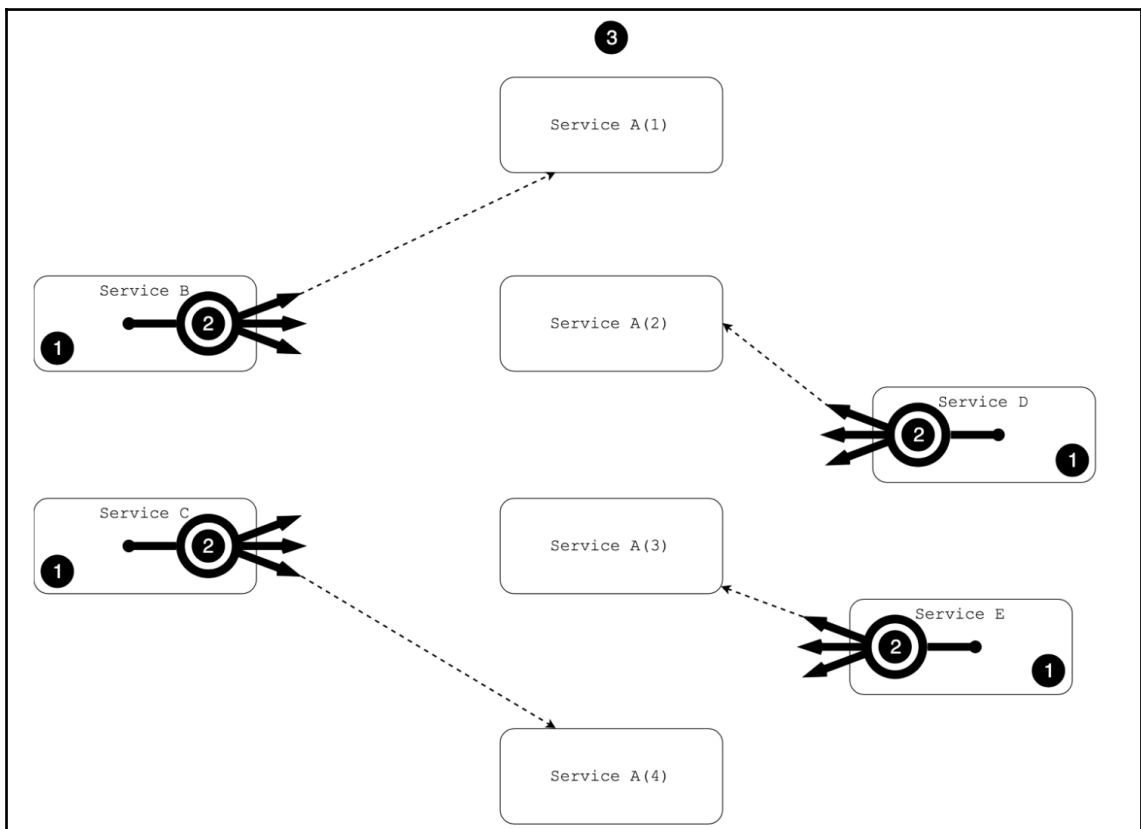 3
Service A(1)
Service B
2
1
Service A(2)
Service D
2
1
Service C
2
1
Service A(3)
Service E
2
1
Service A(4)